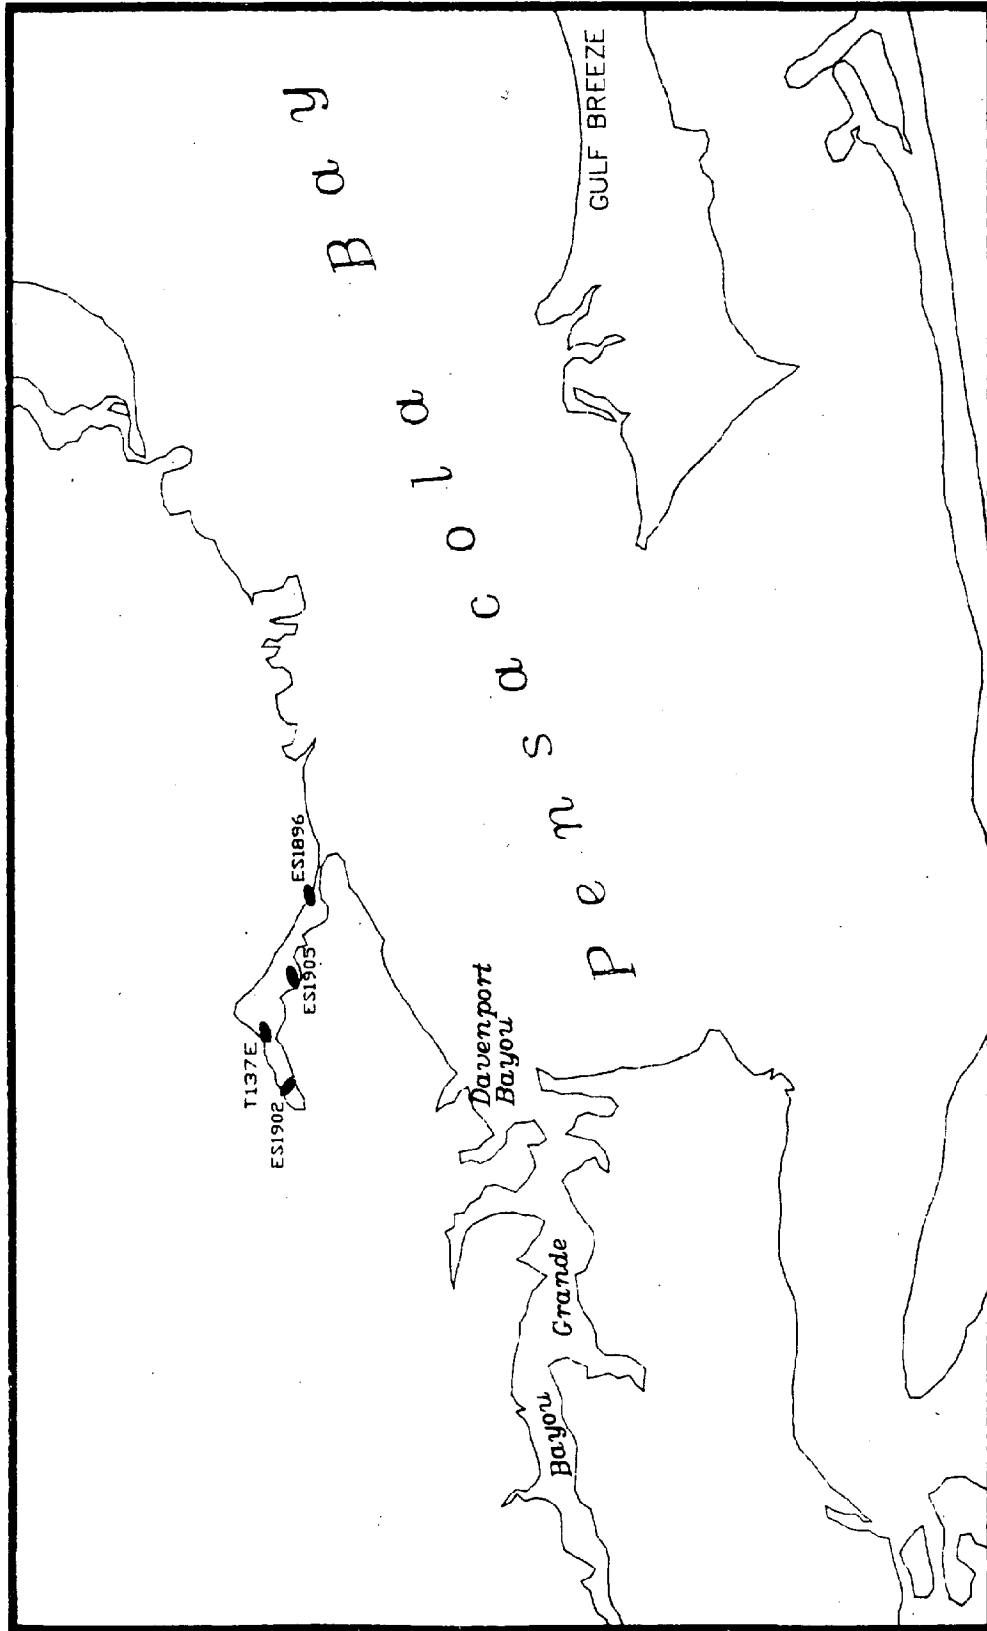 ES1902
T137E
ES1905
ES1896
Davenport
Bayou
Bayou Grande
Pensacola Bay
GULF BREEZE